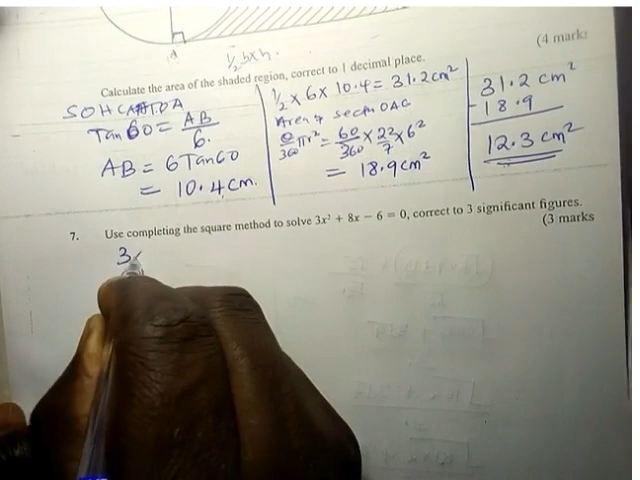 A
1/2 b x h.
(4 marks
Calculate the area of the shaded region, correct to 1 decimal place.
SOHCAHTOA
Tan 60 = AB/6.
AB = 6 Tan 60
= 10.4 cm.
1/2 x 6 x 10.4 = 31.2 cm²
Area of sector OAC
θ/360 πr² = 60/360 x 22/7 x 6²
= 18.9 cm²
31.2 cm²
- 18.9
12.3 cm²
7. Use completing the square method to solve 3x² + 8x − 6 = 0, correct to 3 significant figures.
(3 marks
3